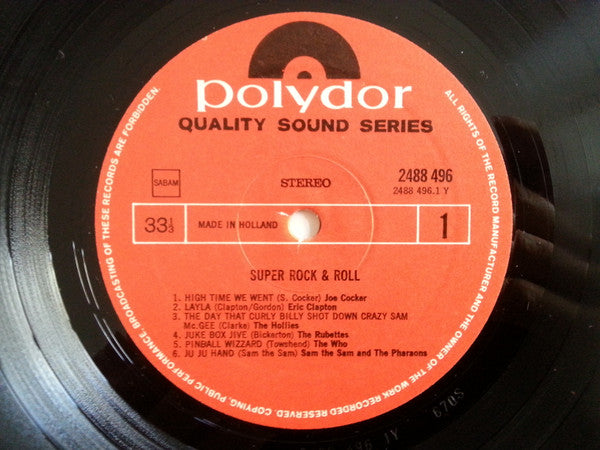 polydor
QUALITY SOUND SERIES
SABAM
STEREO
2488 496
2488 496.1 Y
33⅓
MADE IN HOLLAND
1
SUPER ROCK & ROLL
1. HIGH TIME WE WENT (S. Cocker) Joe Cocker
2. LAYLA (Clapton/Gordon) Eric Clapton
3. THE DAY THAT CURLY BILLY SHOT DOWN CRAZY SAM
Mc.GEE (Clarke) The Hollies
4. JUKE BOX JIVE (Bickerton) The Rubettes
5. PINBALL WIZZARD (Towshend) The Who
6. JU JU HAND (Sam the Sam) Sam the Sam and The Pharaons
ALL RIGHTS OF THE RECORD MANUFACTURER AND THE OWNER OF THE WORK RECORDED RESERVED. COPYING, PUBLIC PERFORMANCE, BROADCASTING OF THESE RECORDS ARE FORBIDDEN.
670S